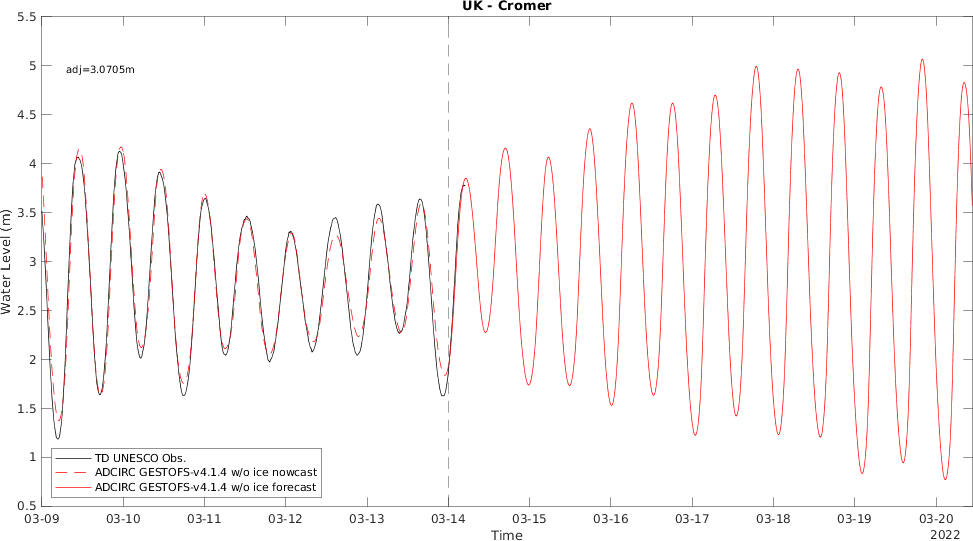 UK - Cromer
adj=3.0705m
Water Level (m)
5.5
5
4.5
4
3.5
3
2.5
2
1.5
1
0.5
TD UNESCO Obs.
ADCIRC GESTOFS-v4.1.4 w/o ice nowcast
ADCIRC GESTOFS-v4.1.4 w/o ice forecast
03-09 03-10 03-11 03-12 03-13 03-14 03-15 03-16 03-17 03-18 03-19 03-20
Time
2022